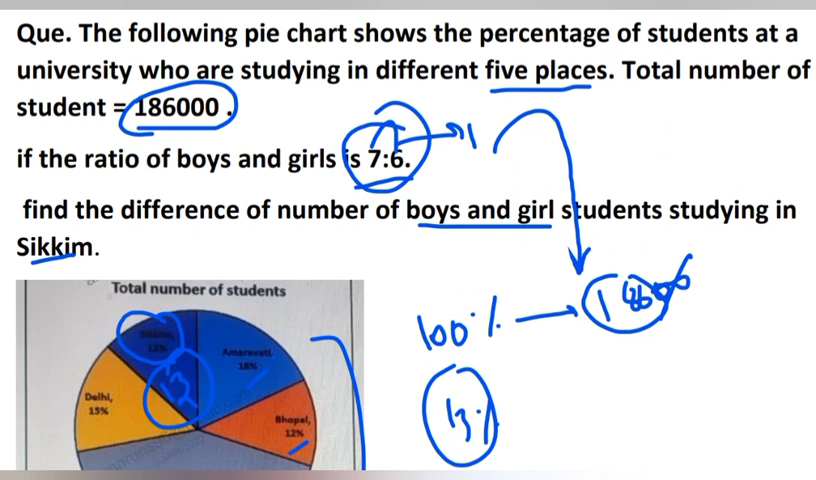 Que. The following pie chart shows the percentage of students at a
university who are studying in different five places. Total number of
student = 186000 .
if the ratio of boys and girls is 7:6.
find the difference of number of boys and girl students studying in
Sikkim.
Total number of students
Sikkim,
13%
Amaravati
18%
Delhi,
15%
Bhopal,
12%
13
1
100%
13%